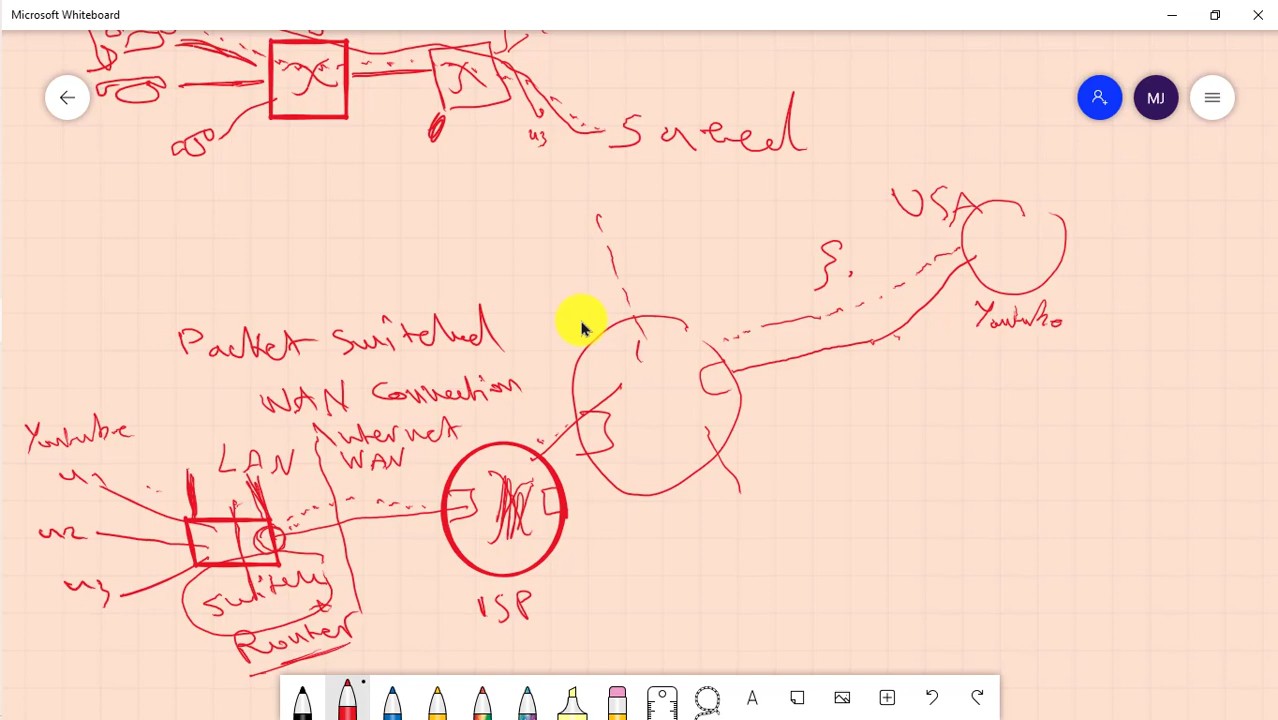 Microsoft Whiteboard
MJ
u3
USA
Youtube
Packet Switched
WAN Connection
Internet
WAN
Youtube
LAN
u1
u2
u3
Switch
+
Router
ISP
A